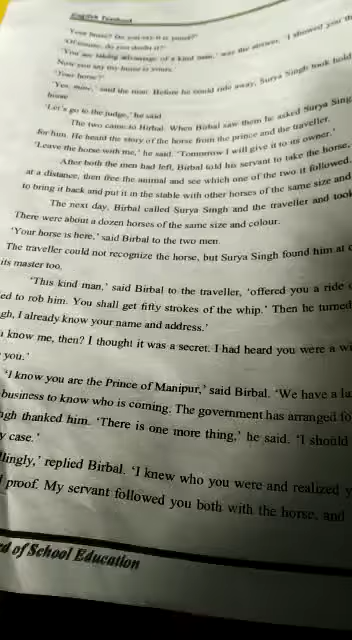 English Textbook
'Your horse? Do you say it is yours?'
'Of course, do you doubt it?'
'You are taking advantage of a kind man,' was the answer. 'I showed you th
Now you say my horse is yours.'
'Your horse?'
'Yes, mine,' said the man. Before he could ride away, Surya Singh took hold
horse
'Let's go to the judge,' he said
The two came to Birbal. When Birbal saw them he asked Surya Sing
for him. He heard the story of the horse from the prince and the traveller.
'Leave the horse with me,' he said. 'Tomorrow I will give it to its owner.'
After both the men had left, Birbal told his servant to take the horse,
at a distance, then free the animal and see which one of the two it followed.
to bring it back and put it in the stable with other horses of the same size and
The next day, Birbal called Surya Singh and the traveller and took
There were about a dozen horses of the same size and colour.
'Your horse is here,' said Birbal to the two men.
The traveller could not recognize the horse, but Surya Singh found him at o
its master too.
'This kind man,' said Birbal to the traveller, 'offered you a ride o
ed to rob him. You shall get fifty strokes of the whip.' Then he turned
gh, I already know your name and address.'
u know me, then? I thought it was a secret. I had heard you were a wi
you.'
'I know you are the Prince of Manipur,' said Birbal. 'We have a la
business to know who is coming. The government has arranged fo
ngh thanked him. 'There is one more thing,' he said. 'I should
y case.'
llingly,' replied Birbal. 'I knew who you were and realized y
proof. My servant followed you both with the horse, and
rd of School Education